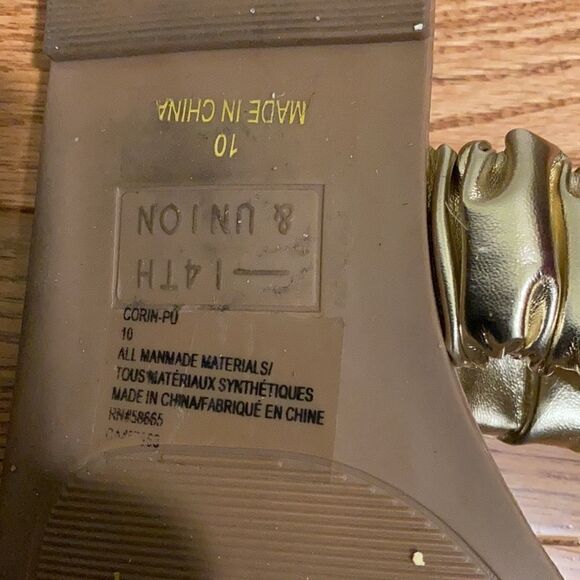 MADE IN CHINA
10
14TH
& UNION
CORIN-PU
10
ALL MANMADE MATERIALS/
TOUS MATÉRIAUX SYNTHÉTIQUES
MADE IN CHINA/FABRIQUÉ EN CHINE
RN#58665